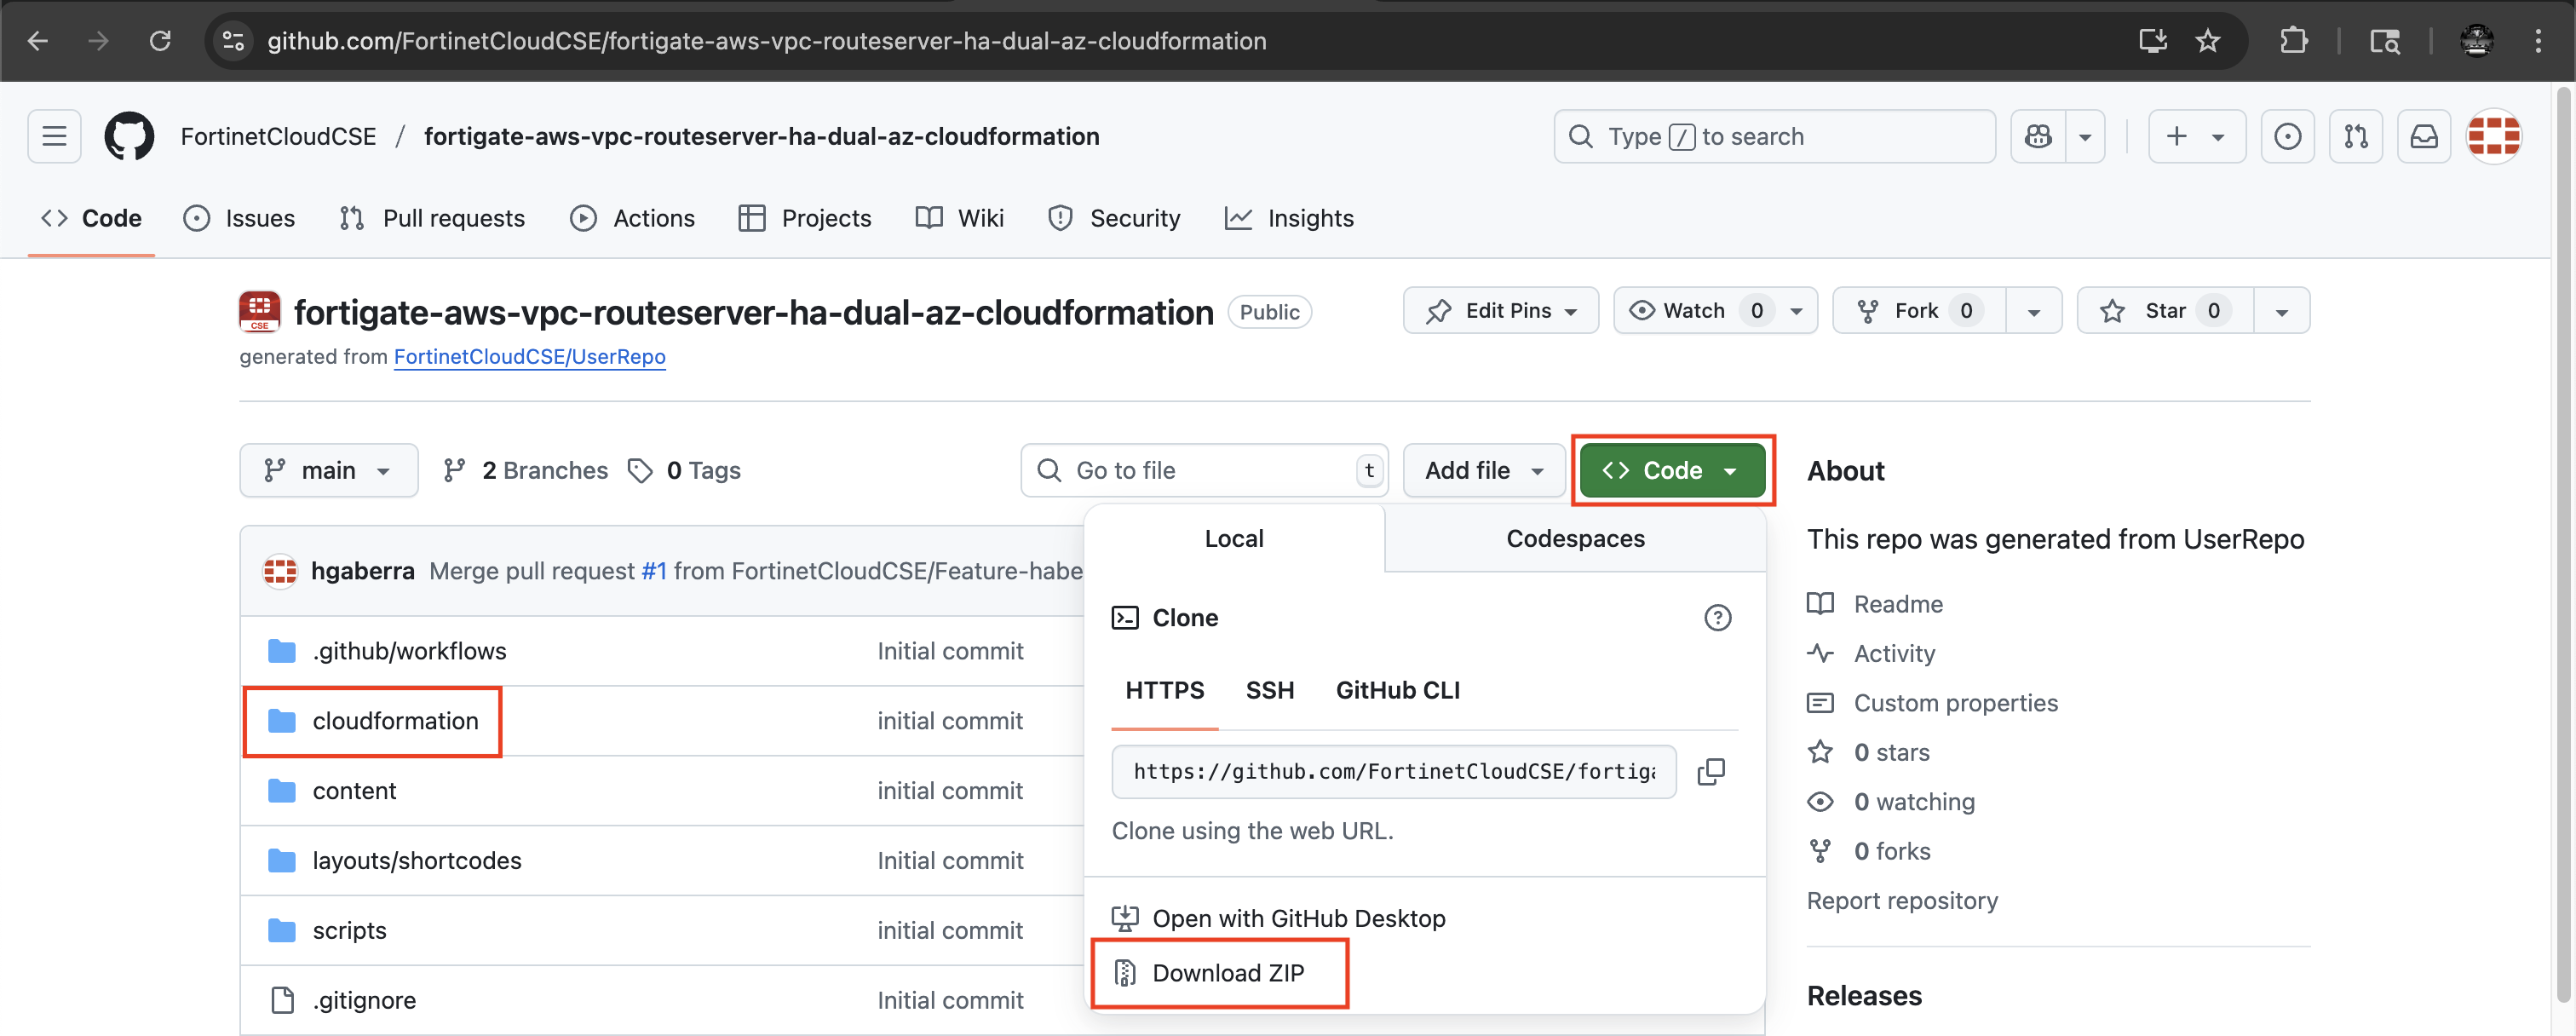 github.com/FortinetCloudCSE/fortigate-aws-vpc-routeserver-ha-dual-az-cloudformation
FortinetCloudCSE / fortigate-aws-vpc-routeserver-ha-dual-az-cloudformation
Type / to search
Code Issues Pull requests Actions Projects Wiki Security Insights
CSE
fortigate-aws-vpc-routeserver-ha-dual-az-cloudformation Public
Edit Pins Watch 0 Fork 0 Star 0
generated from FortinetCloudCSE/UserRepo
main 2 Branches 0 Tags
Go to file t
Add file
Code
hgaberra Merge pull request #1 from FortinetCloudCSE/Feature-habe
.github/workflows Initial commit
cloudformation initial commit
content initial commit
layouts/shortcodes Initial commit
scripts initial commit
.gitignore Initial commit
Local Codespaces
Clone
HTTPS SSH GitHub CLI
https://github.com/FortinetCloudCSE/fortiga
Clone using the web URL.
Open with GitHub Desktop
Download ZIP
About
This repo was generated from UserRepo
Readme
Activity
Custom properties
0 stars
0 watching
0 forks
Report repository
Releases